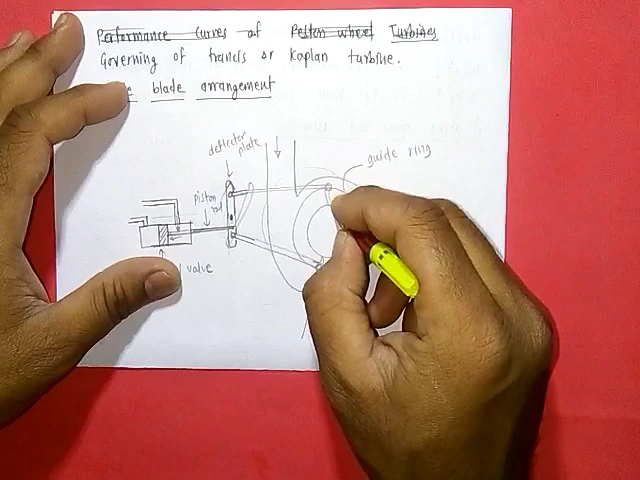 Performance curves of Pelton wheel Turbines
Governing of francis or Kaplan turbine.
blade arrangement
deflector
plate
guide ring
piston
rod
valve